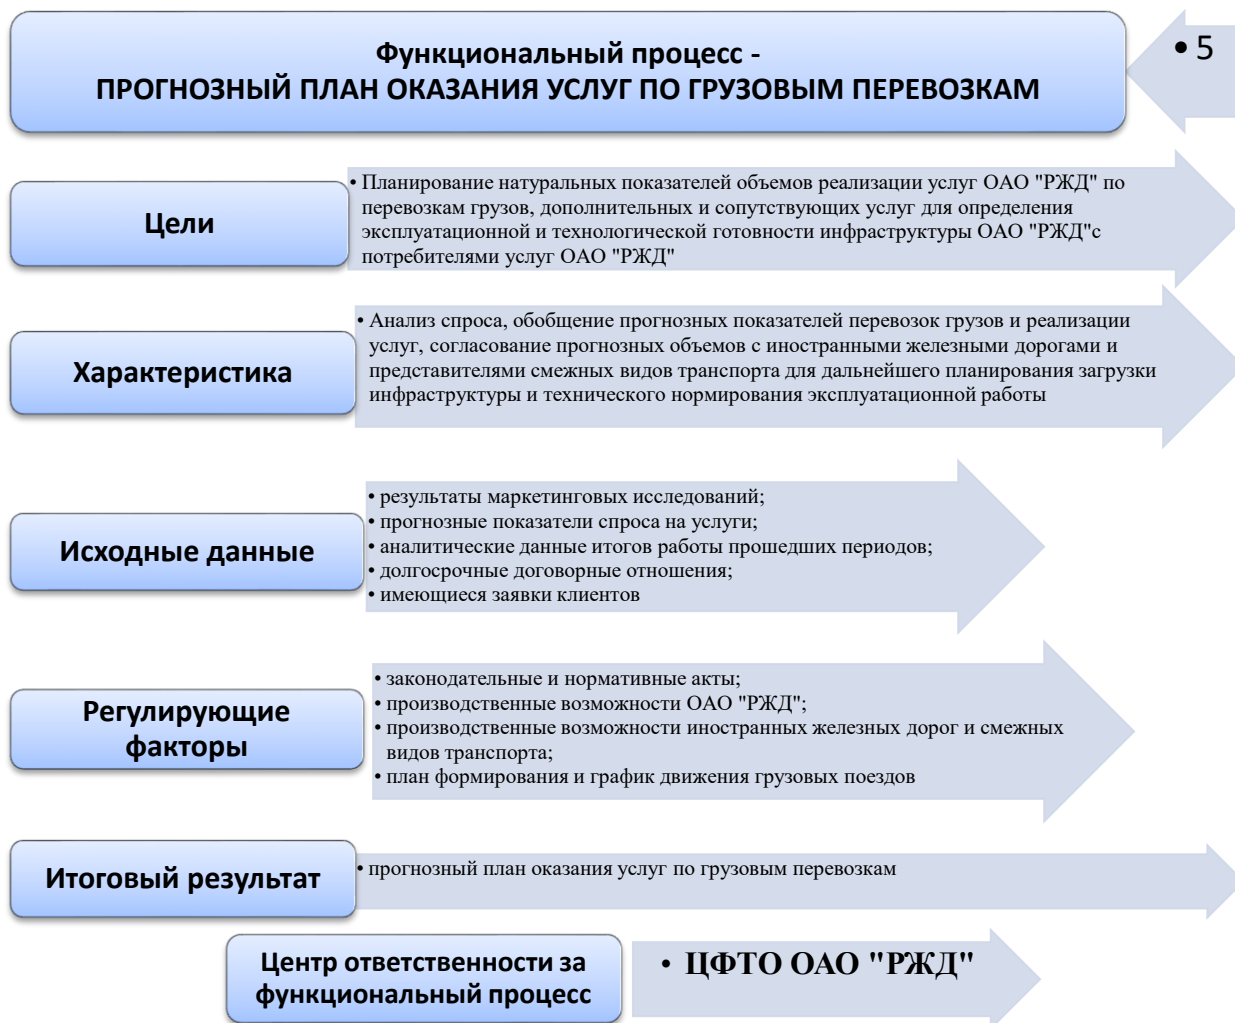 Функциональный процесс -
ПРОГНОЗНЫЙ ПЛАН ОКАЗАНИЯ УСЛУГ ПО ГРУЗОВЫМ ПЕРЕВОЗКАМ
• 5
Цели
• Планирование натуральных показателей объемов реализации услуг ОАО "РЖД" по
перевозкам грузов, дополнительных и сопутствующих услуг для определения
эксплуатационной и технологической готовности инфраструктуры ОАО "РЖД"с
потребителями услуг ОАО "РЖД"
Характеристика
• Анализ спроса, обобщение прогнозных показателей перевозок грузов и реализации
услуг, согласование прогнозных объемов с иностранными железными дорогами и
представителями смежных видов транспорта для дальнейшего планирования загрузки
инфраструктуры и технического нормирования эксплуатационной работы
Исходные данные
• результаты маркетинговых исследований;
• прогнозные показатели спроса на услуги;
• аналитические данные итогов работы прошедших периодов;
• долгосрочные договорные отношения;
• имеющиеся заявки клиентов
Регулирующие
факторы
• законодательные и нормативные акты;
• производственные возможности ОАО "РЖД";
• производственные возможности иностранных железных дорог и смежных
видов транспорта;
• план формирования и график движения грузовых поездов
Итоговый результат
• прогнозный план оказания услуг по грузовым перевозкам
Центр ответственности за
функциональный процесс
• ЦФТО ОАО "РЖД"